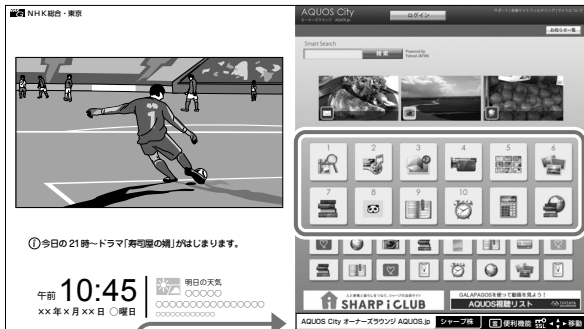 NHK総合・東京
今日の21時～ドラマ「寿司屋の娘」がはじまります。
午前 10:45
××年×月××日 ○曜日
明日の天気
○○○○○○
○○○○○○○○○○○○○○○○
○○○○○○○○○○○○
AQUOS City
オーナーズラウンジ AQUOS.jp
ログイン
お知らせ一覧
Smart Search
検索
Powered by
Yahoo! JAPAN
1 2 3 4 5 6
7 8 9 10
SHARP i CLUB
GALAPAGOSを使って動画を見よう!
AQUOS視聴リスト
AQUOS City オーナーズラウンジ AQUOS.jp
シャープ株
便利機能
SSL
移動